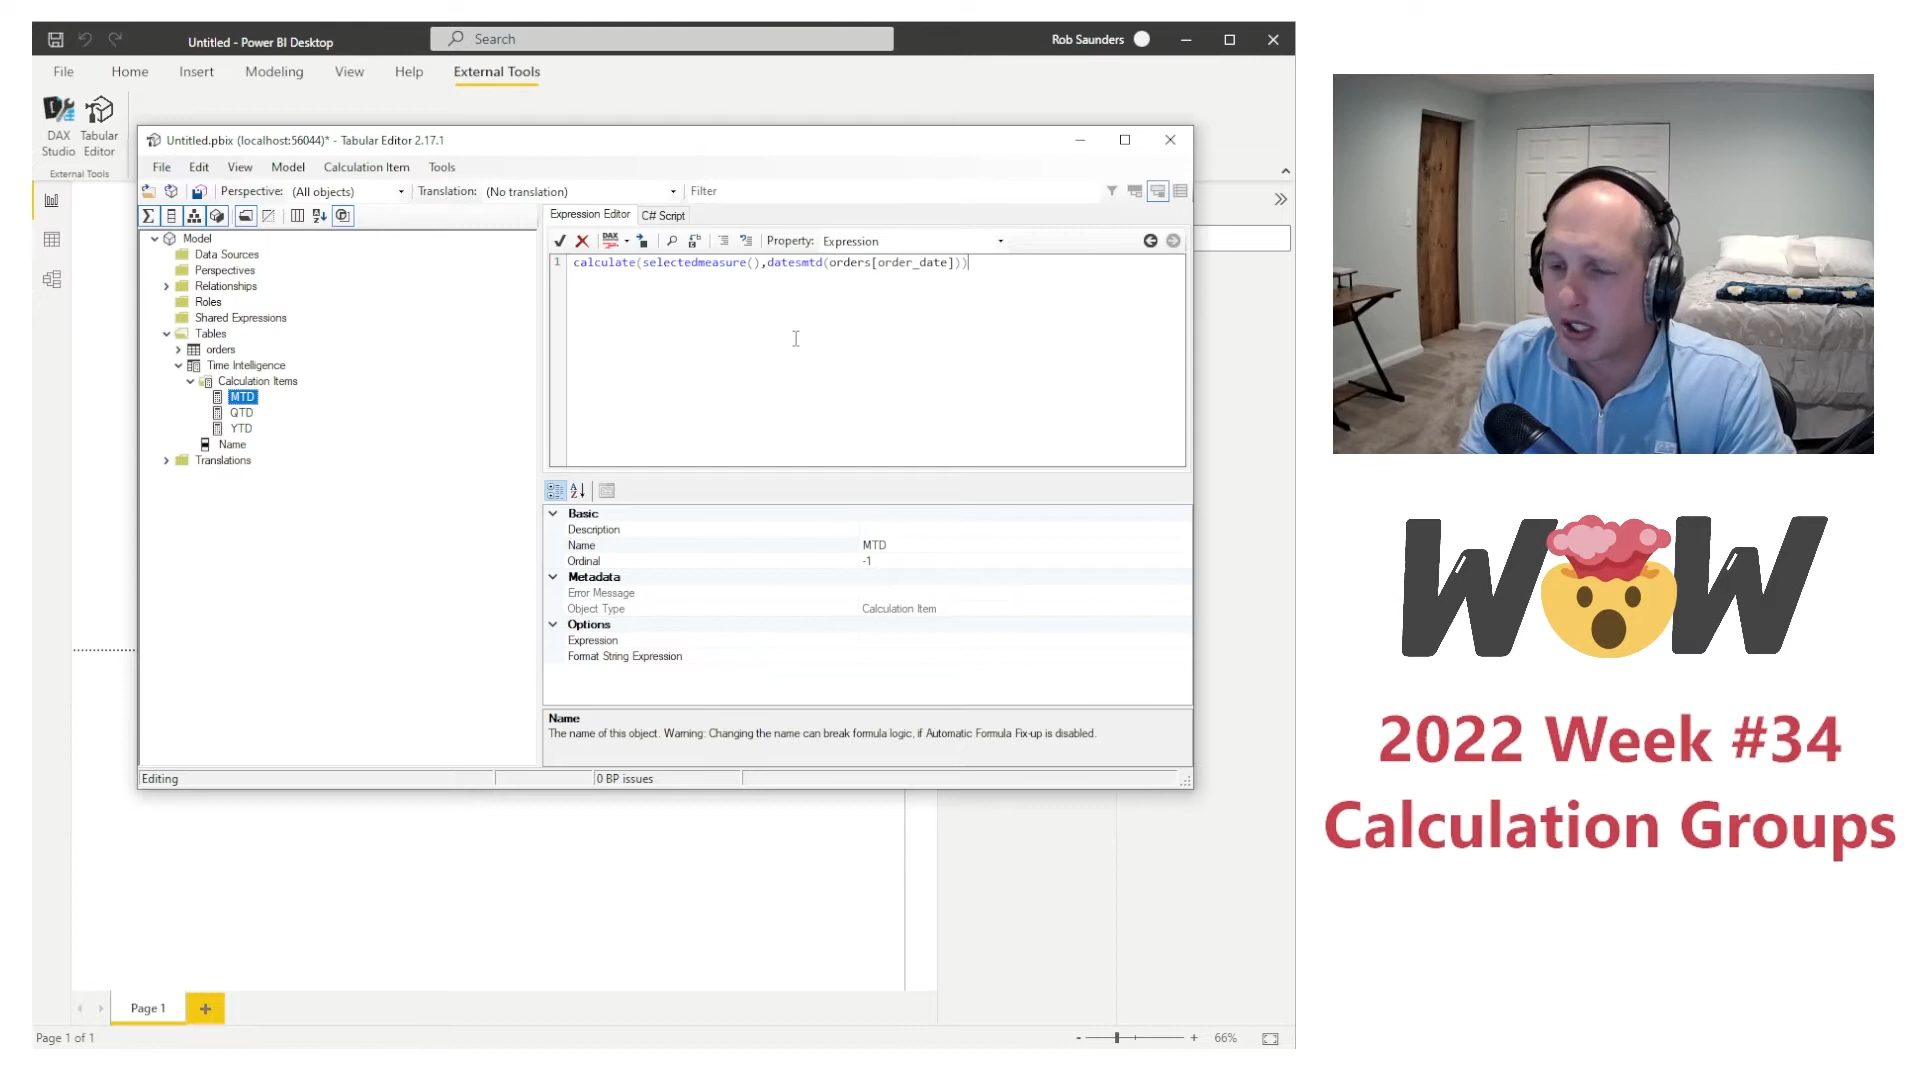 Untitled - Power BI Desktop
Search
Rob Saunders
File Home Insert Modeling View Help External Tools
DAX Studio
Tabular Editor
External Tools
Untitled.pbix (localhost:56044)* - Tabular Editor 2.17.1
File Edit View Model Calculation Item Tools
Perspective: (All objects) Translation: (No translation) Filter
Expression Editor C# Script
DAX Property: Expression
1 calculate(selectedmeasure(),datesmtd(orders[order_date]))
Model
Data Sources
Perspectives
Relationships
Roles
Shared Expressions
Tables
orders
Time Intelligence
Calculation Items
MTD
QTD
YTD
Name
Translations
Basic
Description
Name MTD
Ordinal -1
Metadata
Error Message
Object Type Calculation Item
Options
Expression
Format String Expression
Name
The name of this object. Warning: Changing the name can break formula logic, if Automatic Formula Fix-up is disabled.
Editing 0 BP issues
Page 1
Page 1 of 1
- + 66%
WOW
2022 Week #34
Calculation Groups